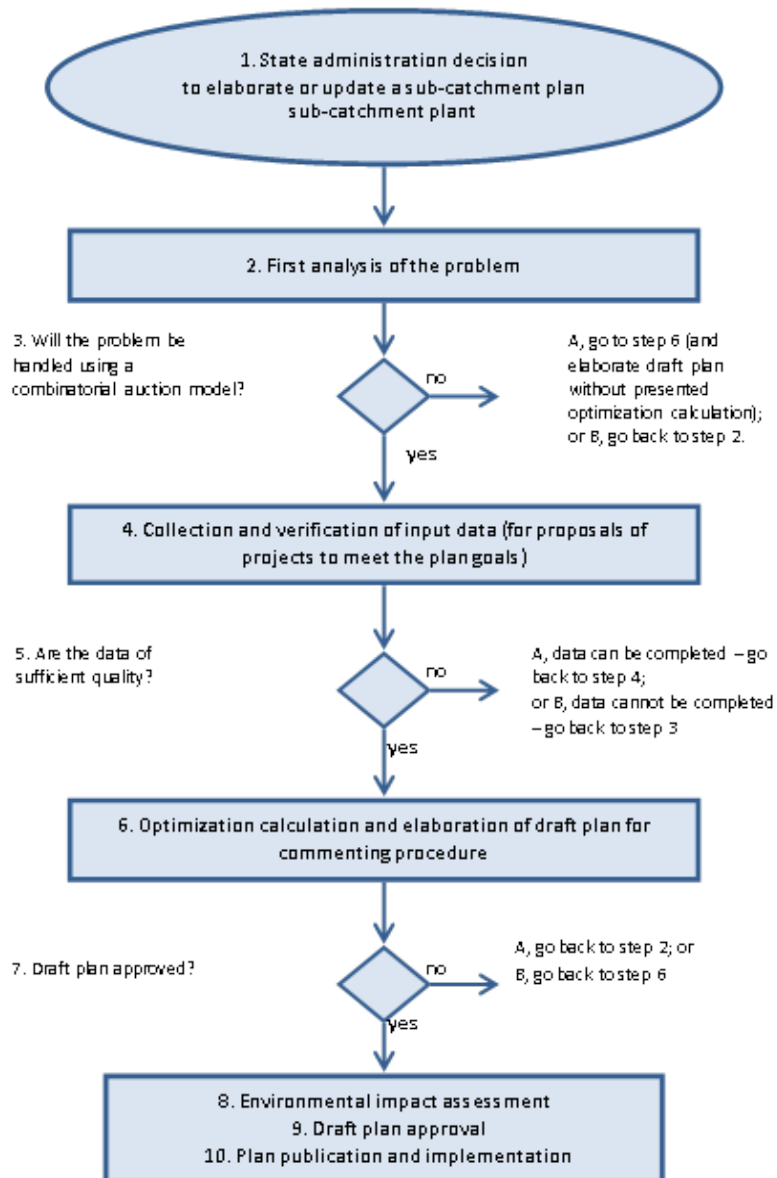 1. State administration decision
to elaborate or update a sub-catchment plan
sub-catchment plant
2. First analysis of the problem
3. Will the problem be
handled using a
combinatorial auction model?
no
A, go to step 6 (and
elaborate draft plan
without presented
optimization calculation);
or B, go back to step 2.
yes
4. Collection and verification of input data (for proposals of
projects to meet the plan goals)
5. Are the data of
sufficient quality?
no
A, data can be completed – go
back to step 4;
or B, data cannot be completed
– go back to step 3
yes
6. Optimization calculation and elaboration of draft plan for
commenting procedure
7. Draft plan approved?
no
A, go back to step 2; or
B, go back to step 6
yes
8. Environmental impact assessment
9. Draft plan approval
10. Plan publication and implementation